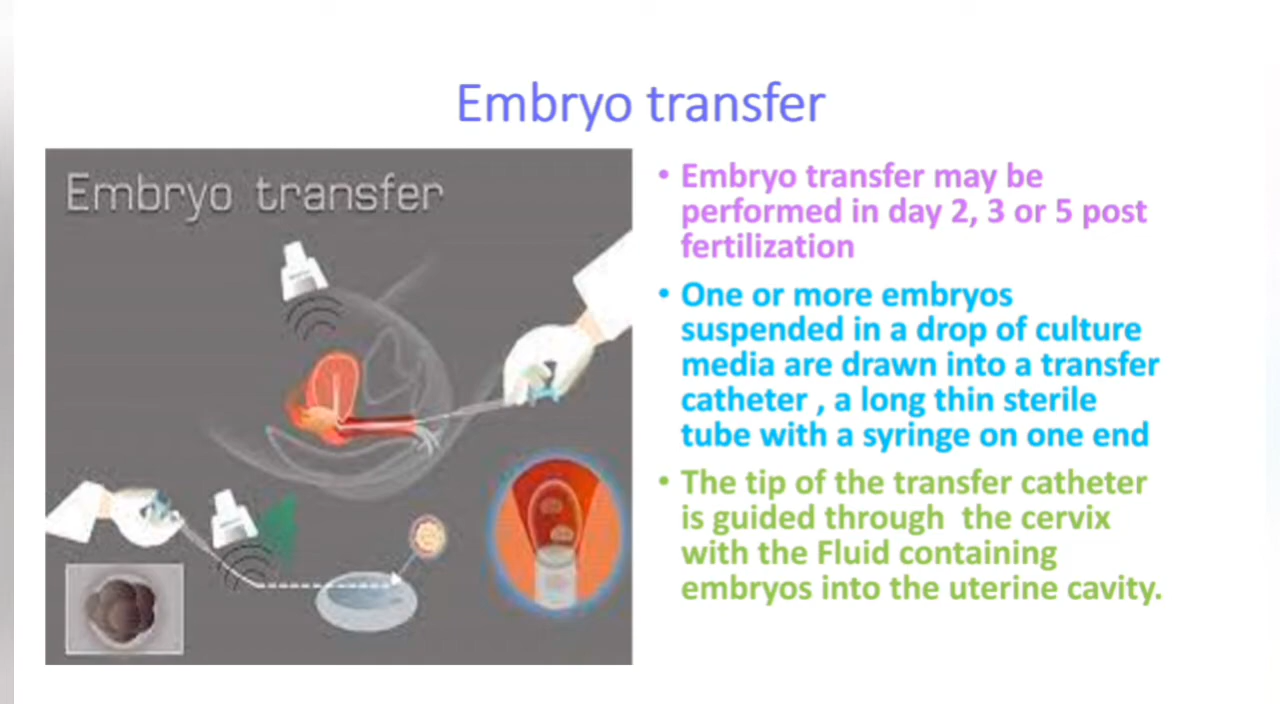 Embryo transfer
Embryo transfer
• Embryo transfer may be
performed in day 2, 3 or 5 post
fertilization
• One or more embryos
suspended in a drop of culture
media are drawn into a transfer
catheter , a long thin sterile
tube with a syringe on one end
• The tip of the transfer catheter
is guided through  the cervix
with the Fluid containing
embryos into the uterine cavity.